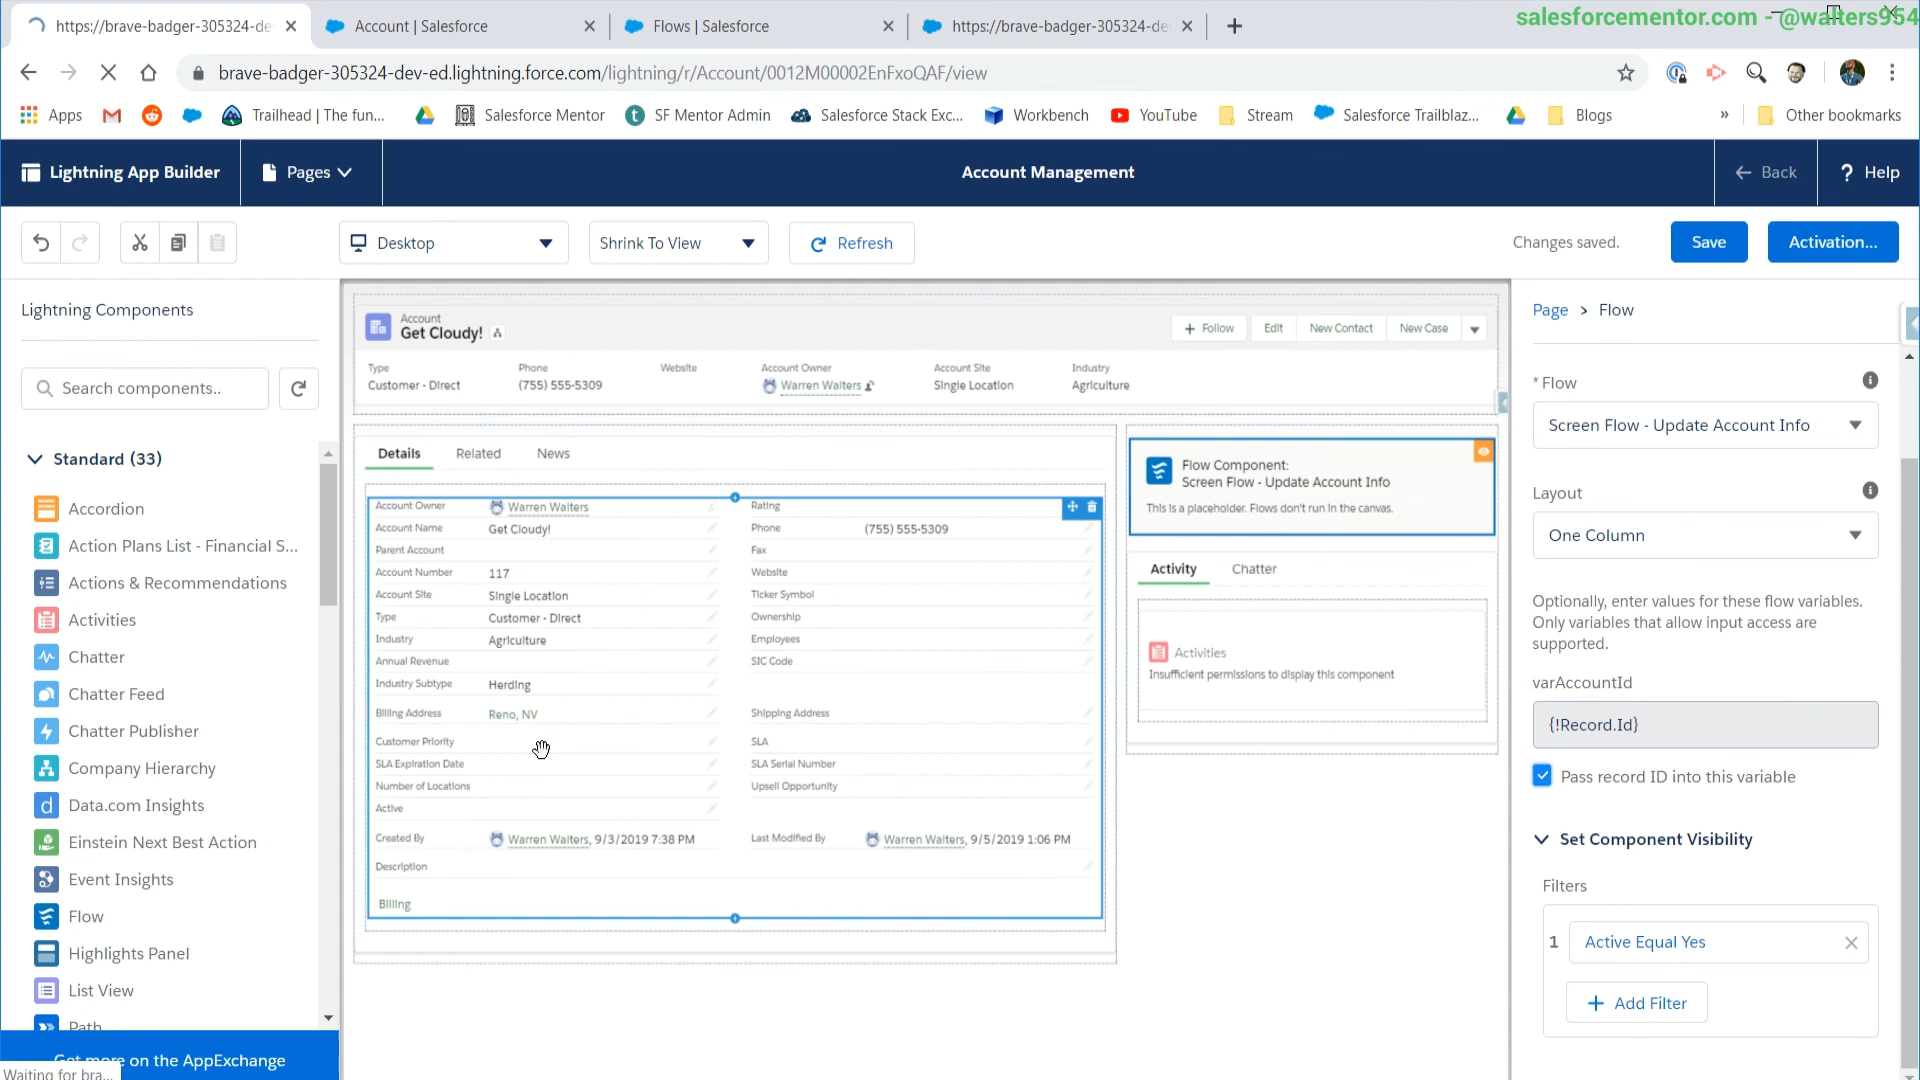 https://brave-badger-305324-de
Account | Salesforce
Flows | Salesforce
https://brave-badger-305324-de
salesforcementor.com - @walters954
brave-badger-305324-dev-ed.lightning.force.com/lightning/r/Account/0012M00002EnFxoQAF/view
Apps
Trailhead | The fun...
Salesforce Mentor
SF Mentor Admin
Salesforce Stack Exc...
Workbench
YouTube
Stream
Salesforce Trailblaz...
Blogs
»
Other bookmarks
Lightning App Builder
Pages
Account Management
Back
? Help
Desktop
Shrink To View
Refresh
Changes saved.
Save
Activation...
Lightning Components
Search components..
Standard (33)
Accordion
Action Plans List - Financial S...
Actions & Recommendations
Activities
Chatter
Chatter Feed
Chatter Publisher
Company Hierarchy
Data.com Insights
Einstein Next Best Action
Event Insights
Flow
Highlights Panel
List View
Path
Get more on the AppExchange
Waiting for bra...
Account
Get Cloudy!
Follow
Edit
New Contact
New Case
Type
Customer - Direct
Phone
(755) 555-5309
Website
Account Owner
Warren Walters
Account Site
Single Location
Industry
Agriculture
Details
Related
News
Account Owner Warren Walters
Rating
Account Name Get Cloudy!
Phone (755) 555-5309
Parent Account
Fax
Account Number 117
Website
Account Site Single Location
Ticker Symbol
Type Customer - Direct
Ownership
Industry Agriculture
Employees
Annual Revenue
SIC Code
Industry Subtype Herding
Billing Address Reno, NV
Shipping Address
Customer Priority
SLA
SLA Expiration Date
SLA Serial Number
Number of Locations
Upsell Opportunity
Active
Created By Warren Walters, 9/3/2019 7:38 PM
Last Modified By Warren Walters, 9/5/2019 1:06 PM
Description
Billing
Flow Component:
Screen Flow - Update Account Info
This is a placeholder. Flows don't run in the canvas.
Activity
Chatter
Activities
Insufficient permissions to display this component
Page > Flow
* Flow
Screen Flow - Update Account Info
Layout
One Column
Optionally, enter values for these flow variables.
Only variables that allow input access are
supported.
varAccountId
{!Record.Id}
Pass record ID into this variable
Set Component Visibility
Filters
1 Active Equal Yes
Add Filter